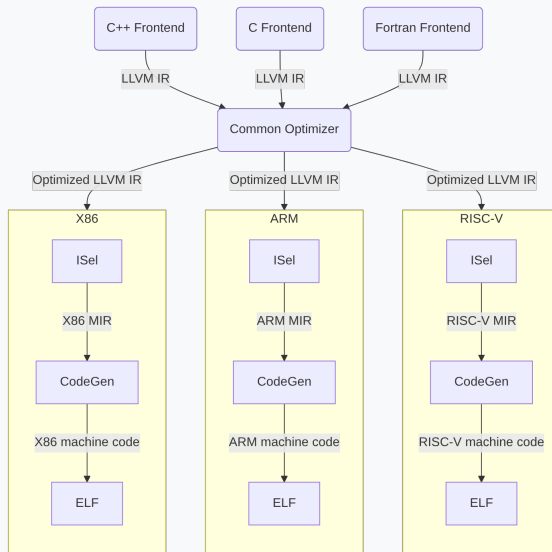 C++ Frontend
C Frontend
Fortran Frontend
LLVM IR
LLVM IR
LLVM IR
Common Optimizer
Optimized LLVM IR
Optimized LLVM IR
Optimized LLVM IR
X86
ARM
RISC-V
ISel
ISel
ISel
X86 MIR
ARM MIR
RISC-V MIR
CodeGen
CodeGen
CodeGen
X86 machine code
ARM machine code
RISC-V machine code
ELF
ELF
ELF